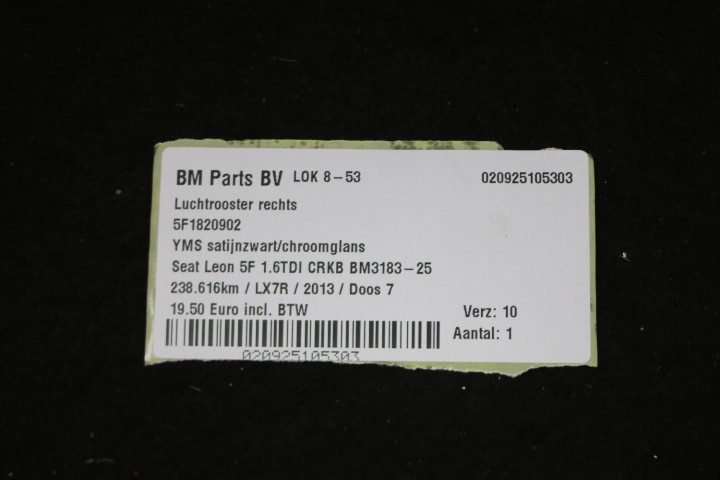 BM Parts BV LOK 8-53 020925105303
Luchtrooster rechts
5F1820902
YMS satijnzwart/chroomglans
Seat Leon 5F 1.6TDI CRKB BM3183-25
238.616km / LX7R / 2013 / Doos 7
19.50 Euro incl. BTW Verz: 10
Aantal: 1
020925105303